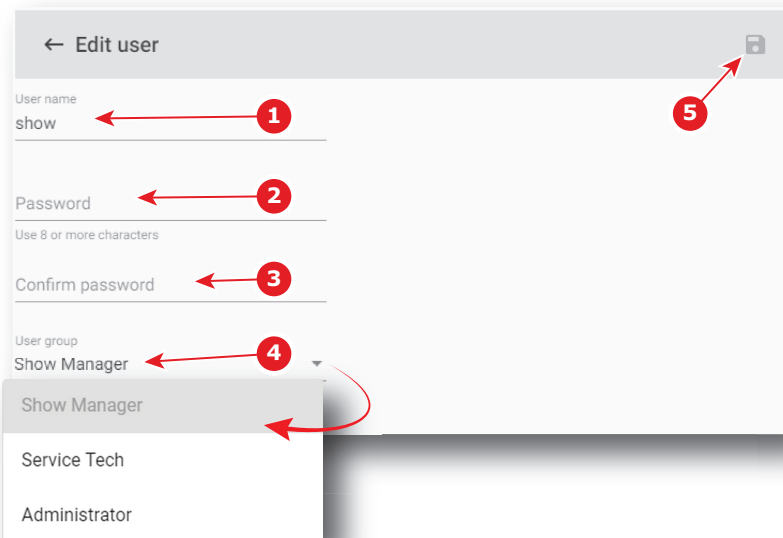 ← Edit user
5
User name
show
1
Password
2
Use 8 or more characters
Confirm password
3
User group
Show Manager
4
Show Manager
Service Tech
Administrator